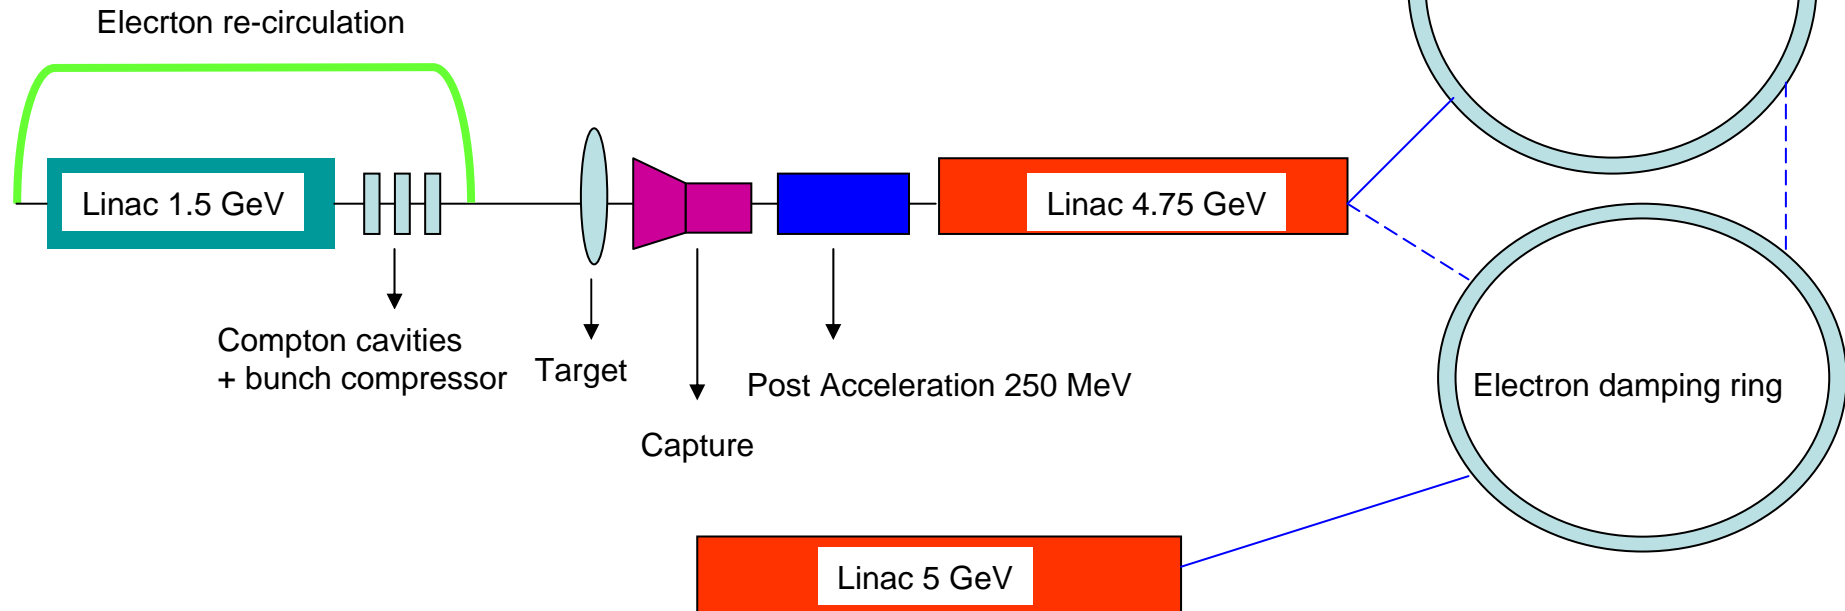 Elecrton re-circulation
Linac 1.5 GeV
Linac 4.75 GeV
Compton cavities
+ bunch compressor
Target
Post Acceleration 250 MeV
Electron damping ring
Capture
Linac 5 GeV